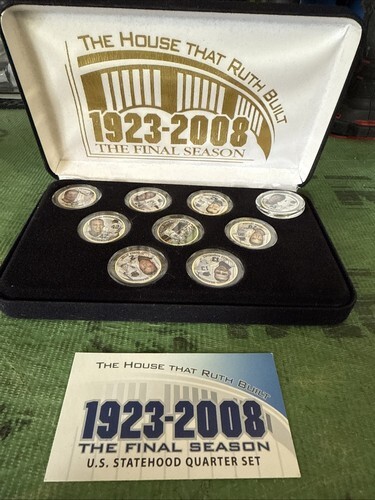 THE HOUSE THAT RUTH BUILT
1923-2008
THE FINAL SEASON
THE HOUSE THAT RUTH BUILT
1923-2008
THE FINAL SEASON
U.S. STATEHOOD QUARTER SET